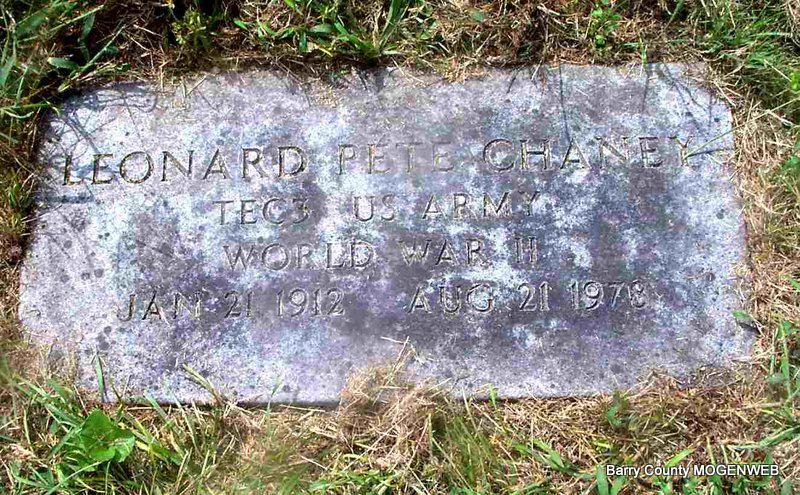 LEONARD PETE CHANEY
TEC3 US ARMY
WORLD WAR II
JAN 21 1912 AUG 21 1978
Barry County MOGENWEB